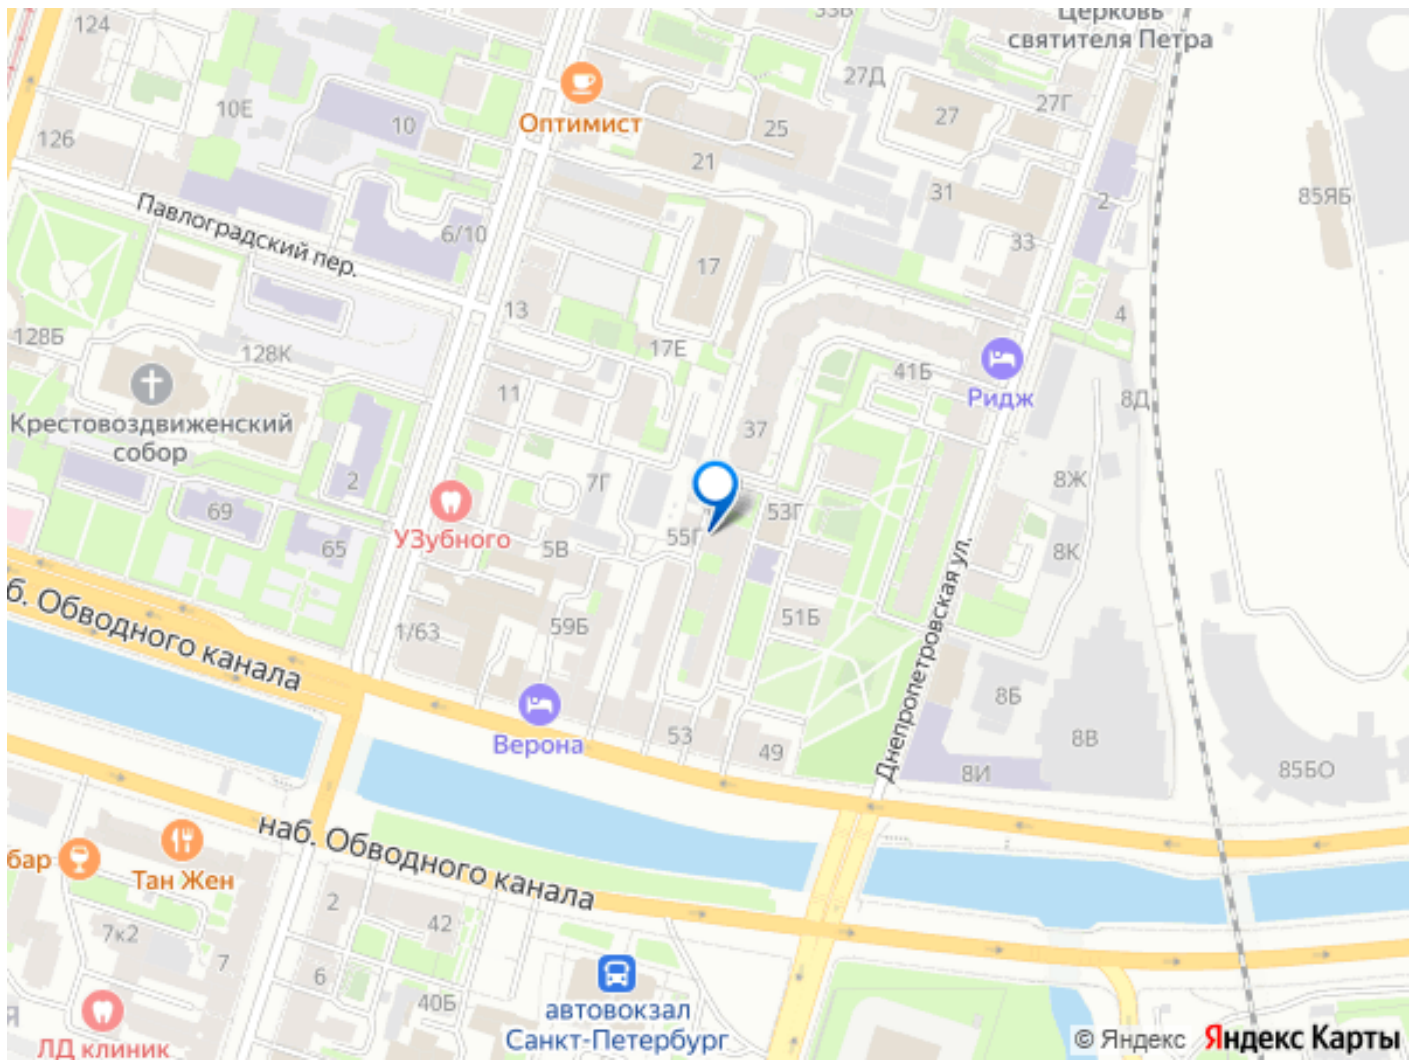 124
33В
Церковь
святителя Петра
27Д
10Е
10
Оптимист
27
27Г
25
126
21
85ЯБ
31
2
Павлоградский пер.
6/10
33
17
13
4
128Б
17Е
128К
41Б
Ридж
11
8Д
Крестовоздвиженский
собор
37
2
7Г
8Ж
69
53Г
УЗубного
55Г
65
5В
8К
Днепропетровская ул.
51Б
1/63
59Б
б. Обводного канала
8Б
Верона
53
49
8В
8И
85БО
наб. Обводного канала
бар
Тан Жен
2
42
7к2
7
6
40Б
автовокзал
Санкт-Петербург
Я
ЛД клиник
© Яндекс Яндекс Карты